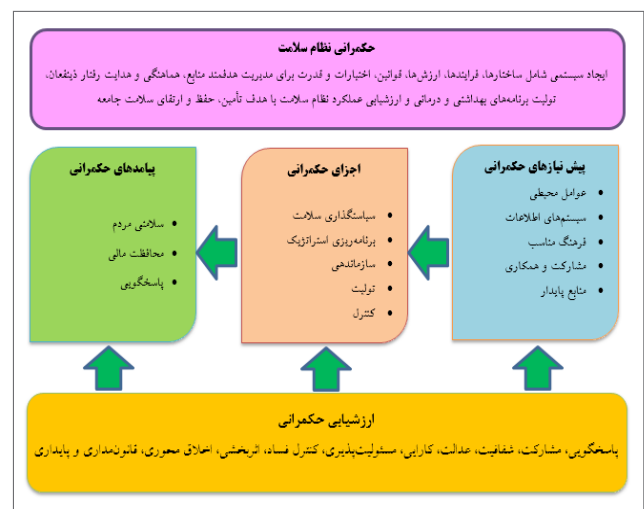 حکمرانی نظام سلامت
ایجاد سیستمی شامل ساختارها، فرایندها، ارزش‌ها، قوانین، اختیارات و قدرت برای مدیریت هدفمند منابع، هماهنگی و هدایت رفتار ذینفعان،
تولیت برنامه‌های بهداشتی و درمانی و ارزشیابی عملکرد نظام سلامت با هدف تأمین، حفظ و ارتقای سلامت جامعه
پیش نیازهای حکمرانی
• عوامل محیطی
• سیستم‌های اطلاعات
• فرهنگ مناسب
• مشارکت و همکاری
• منابع پایدار
اجزای حکمرانی
• سیاستگذاری سلامت
• برنامه‌ریزی استراتژیک
• سازماندهی
• تولیت
• کنترل
پیامدهای حکمرانی
• سلامتی مردم
• محافظت مالی
• پاسخگویی
ارزشیابی حکمرانی
پاسخگویی، مشارکت، شفافیت، عدالت، کارایی، مسئولیت‌پذیری، کنترل فساد، اثربخشی، اخلاق محوری، قانون‌مداری و پایداری